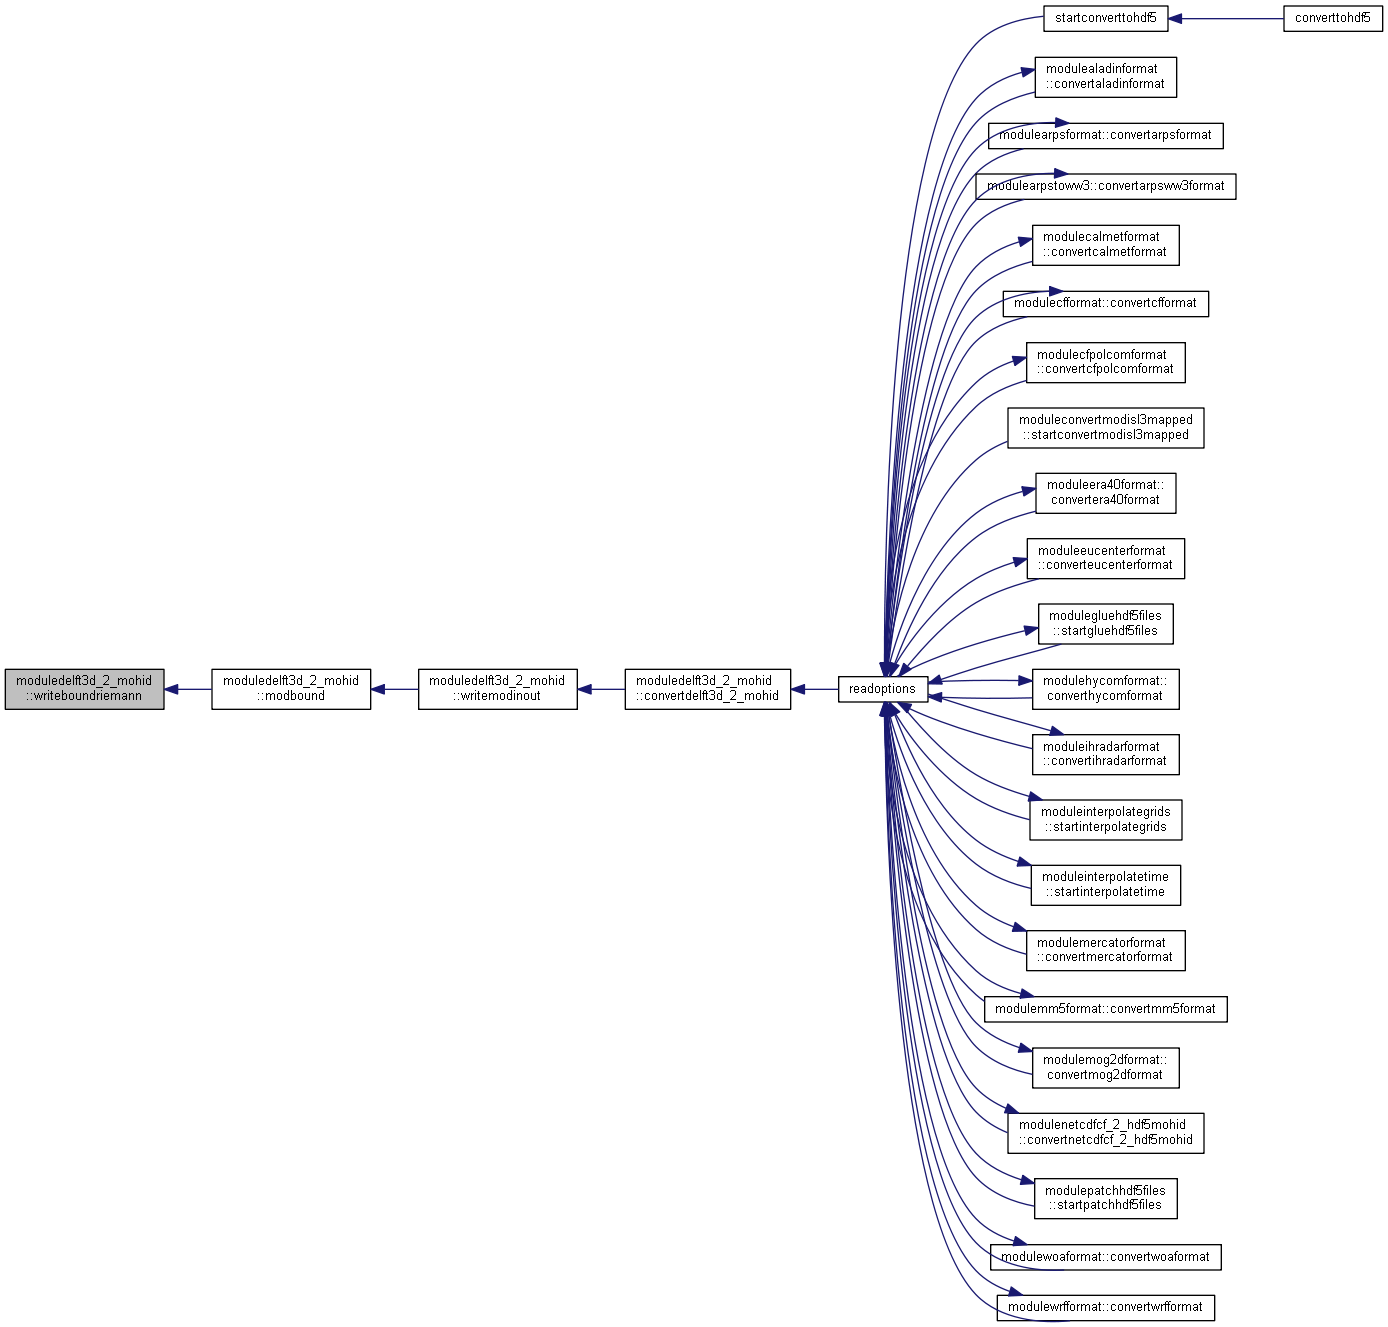 startconverttohdf5
converttohdf5
modulealadinformat
::convertaladinformat
modulearpsformat::convertarpsformat
modulearpstoww3::convertarpsww3format
modulecalmetformat
::convertcalmetformat
modulecfformat::convertcfformat
modulecfpolcomformat
::convertcfpolcomformat
moduleconvertmodisl3mapped
::startconvertmodisl3mapped
moduleera40format::
convertera40format
moduleeucenterformat
::converteucenterformat
modulegluehdf5files
::startgluehdf5files
moduledelft3d_2_mohid
::writeboundriemann
moduledelft3d_2_mohid
::modbound
moduledelft3d_2_mohid
::writemodinout
moduledelft3d_2_mohid
::convertdelft3d_2_mohid
readoptions
modulehycomformat::
converthycomformat
moduleihradarformat
::convertihradarformat
moduleinterpolategrids
::startinterpolategrids
moduleinterpolatetime
::startinterpolatetime
modulemercatorformat
::convertmercatorformat
modulemm5format::convertmm5format
modulemog2dformat::
convertmog2dformat
modulenetcdfcf_2_hdf5mohid
::convertnetcdfcf_2_hdf5mohid
modulepatchhdf5files
::startpatchhdf5files
modulewoaformat::convertwoaformat
modulewrfformat::convertwrfformat